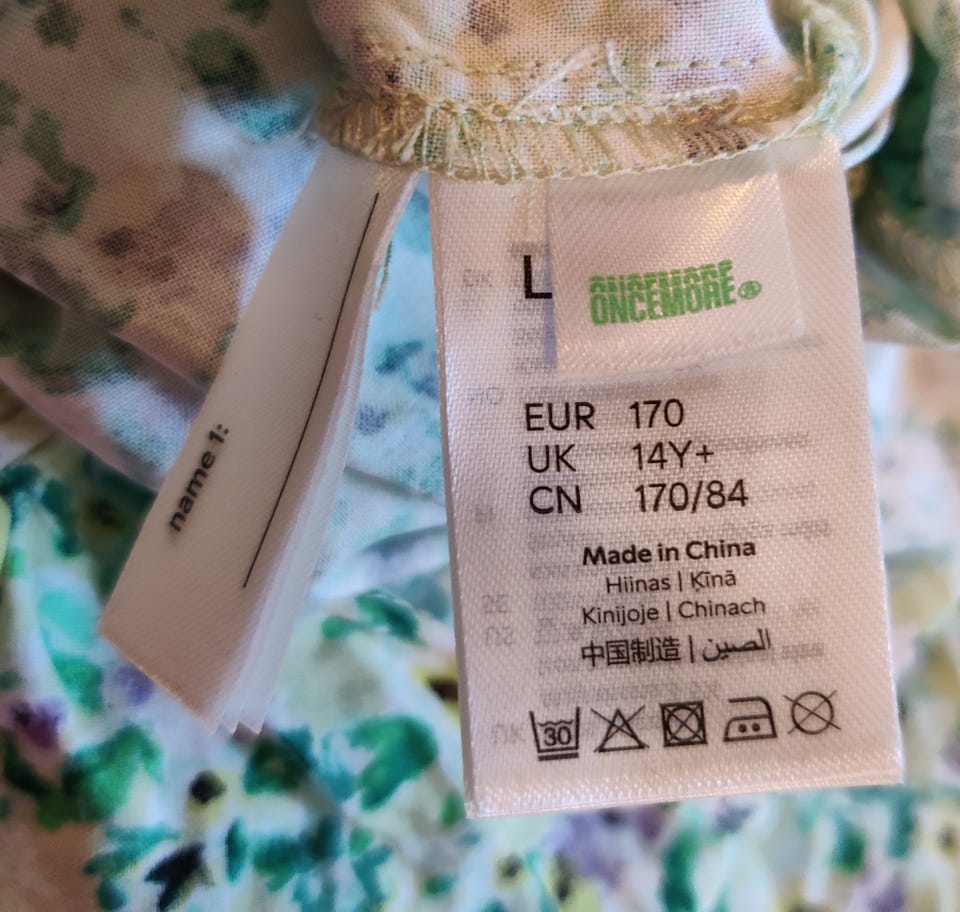 L
ONCEMORE
EUR 170
UK 14Y+
CN 170/84
Made in China
Hiinas | Ķīnā
Kinijoje | Chinach
中国制造 | الصين
30
name 1: